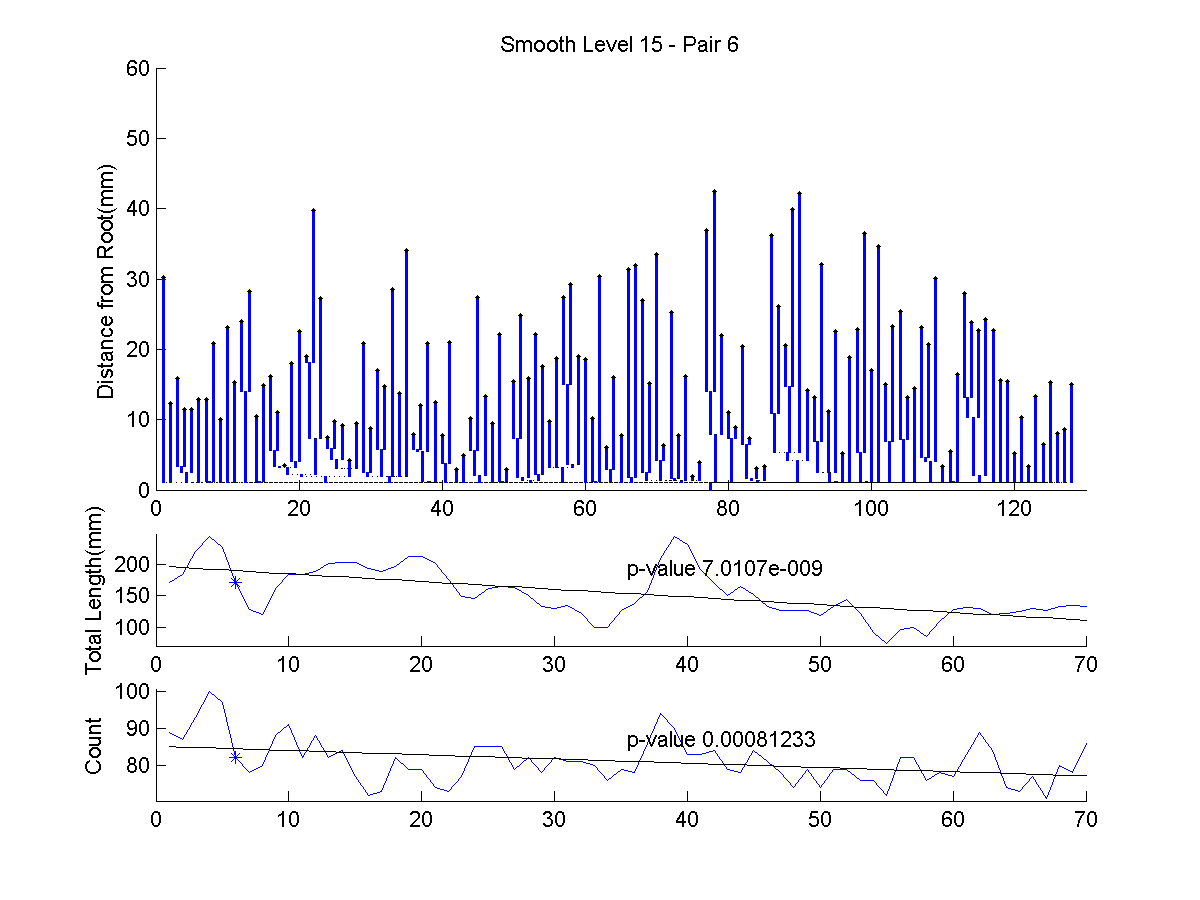 Smooth Level 15 - Pair 6
60
50
40
30
20
10
0
Distance from Root(mm)
0 20 40 60 80 100 120
200
150
100
Total Length(mm)
p-value 7.0107e-009
0 10 20 30 40 50 60 70
100
90
80
Count
p-value 0.00081233
0 10 20 30 40 50 60 70